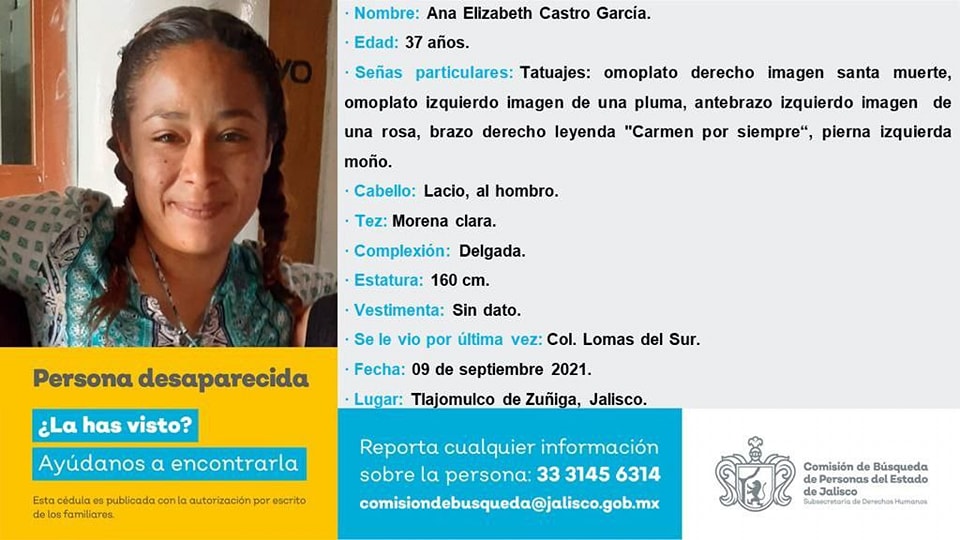 YO
· Nombre: Ana Elizabeth Castro García.
· Edad: 37 años.
· Señas particulares: Tatuajes: omoplato derecho imagen santa muerte,
omoplato izquierdo imagen de una pluma, antebrazo izquierdo imagen de
una rosa, brazo derecho leyenda "Carmen por siempre“, pierna izquierda
moño.
· Cabello: Lacio, al hombro.
· Tez: Morena clara.
· Complexión: Delgada.
· Estatura: 160 cm.
· Vestimenta: Sin dato.
· Se le vio por última vez: Col. Lomas del Sur.
· Fecha: 09 de septiembre 2021.
· Lugar: Tlajomulco de Zuñiga, Jalisco.
Persona desaparecida
¿La has visto?
Ayúdanos a encontrarla
Esta cédula es publicada con la autorización por escrito
de los familiares.
Reporta cualquier información
sobre la persona: 33 3145 6314
comisiondebusqueda@jalisco.gob.mx
Comisión de Búsqueda
de Personas del Estado
de Jalisco
Subsecretaría de Derechos Humanos